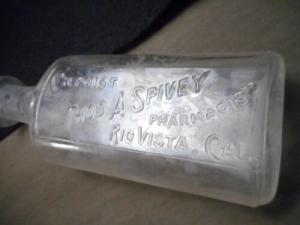 Chemist
Thos A Spivey
Pharmacist
Rio Vista, Cal.